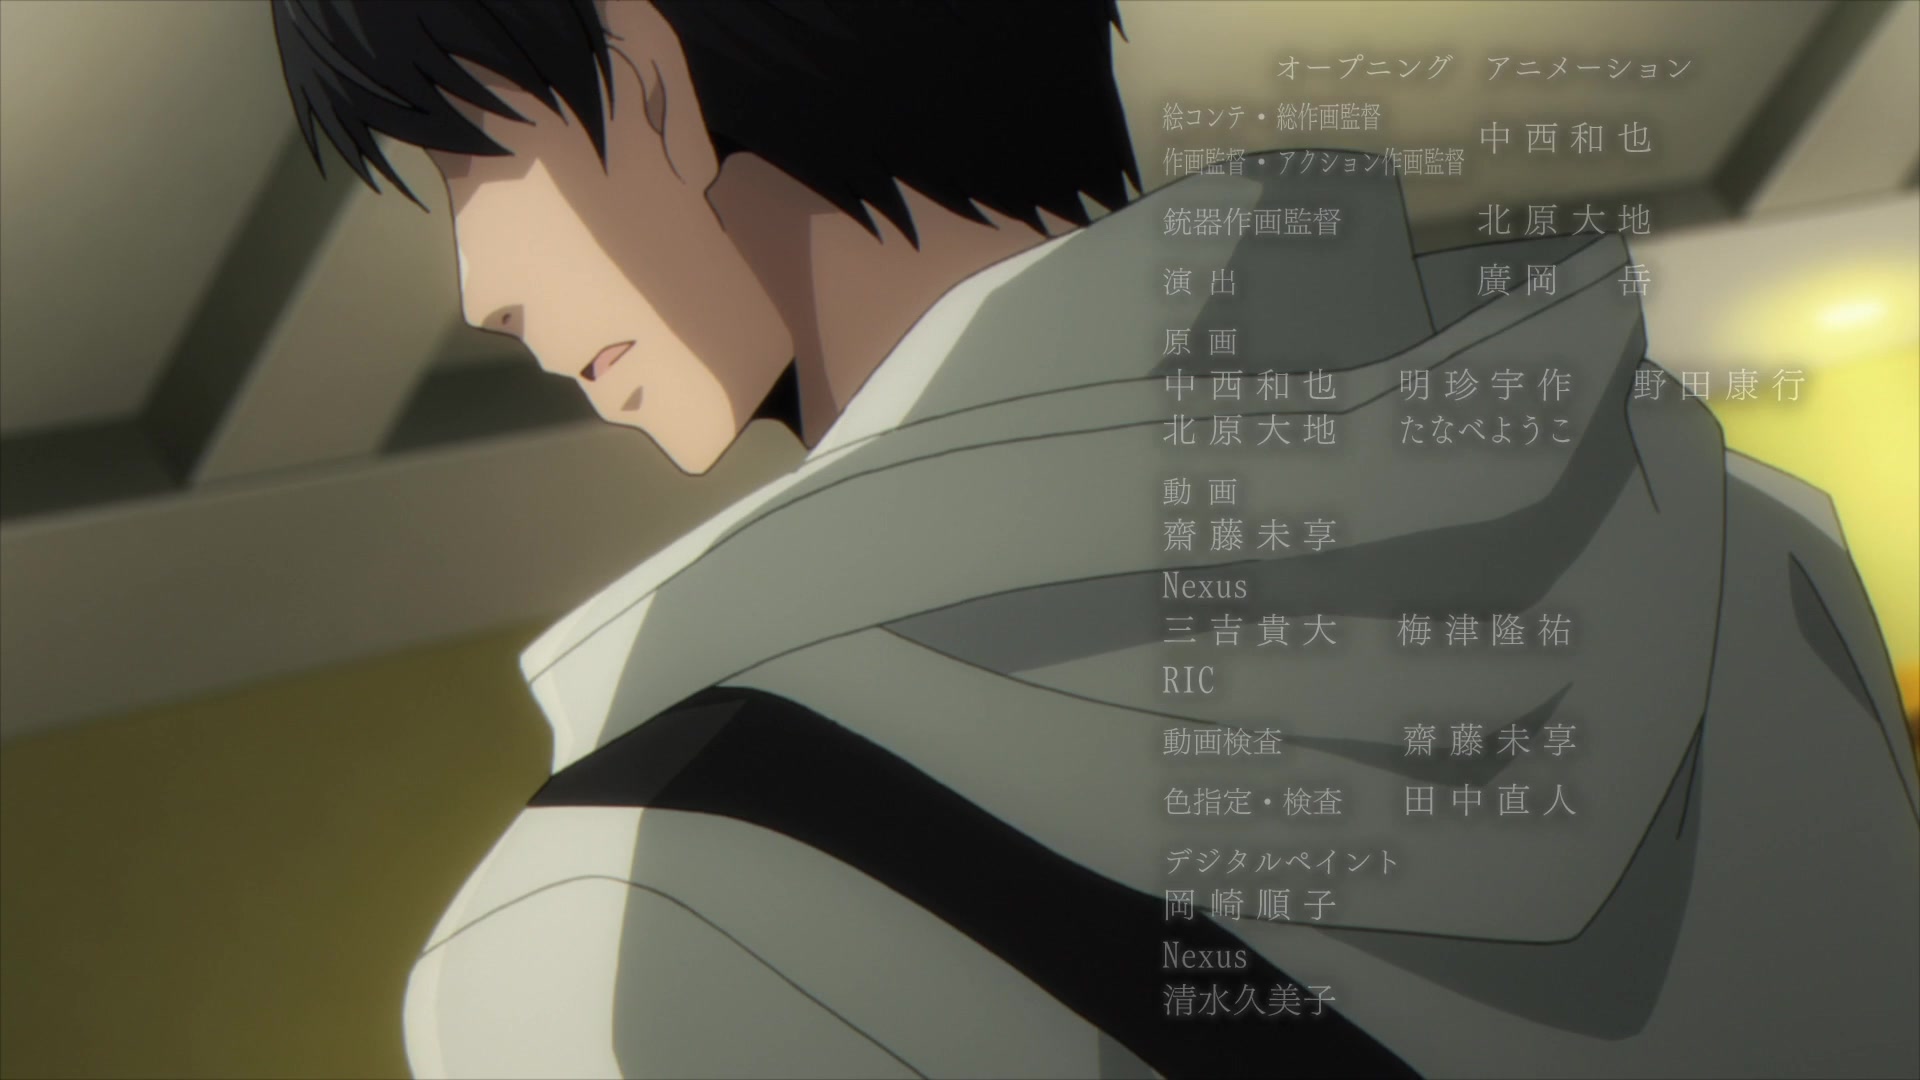 オープニング　アニメーション
絵コンテ・総作画監督
作画監督・アクション作画監督　中西和也
銃器作画監督　北原大地
演出　廣岡　岳
原画
中西和也　明珍宇作　野田康行
北原大地　たなべようこ
動画
齋藤未享
Nexus
三吉貴大　梅津隆祐
RIC
動画検査　齋藤未享
色指定・検査　田中直人
デジタルペイント
岡崎順子
Nexus
清水久美子